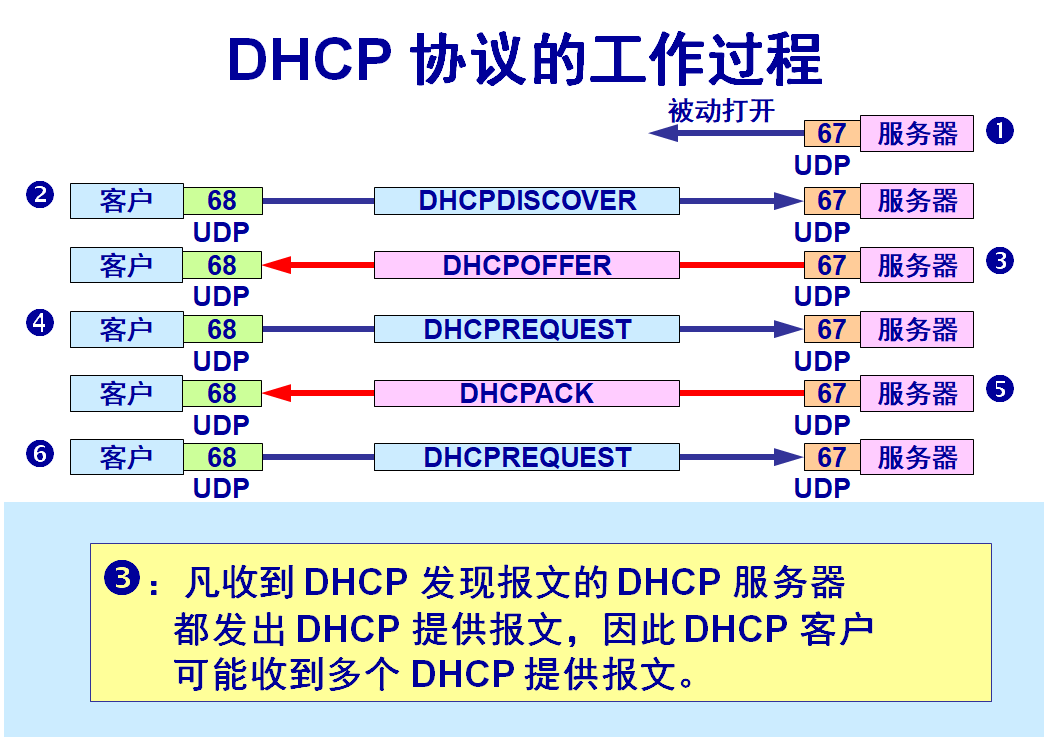 DHCP 协议的工作过程
被动打开
67 服务器 ❶
UDP
❷ 客户 68 DHCPDISCOVER 67 服务器
UDP UDP
客户 68 DHCPOFFER 67 服务器 ❸
UDP UDP
❹ 客户 68 DHCPREQUEST 67 服务器
UDP UDP
客户 68 DHCPACK 67 服务器 ❺
UDP UDP
❻ 客户 68 DHCPREQUEST 67 服务器
UDP UDP
❸：凡收到 DHCP 发现报文的 DHCP 服务器
都发出 DHCP 提供报文，因此 DHCP 客户
可能收到多个 DHCP 提供报文。